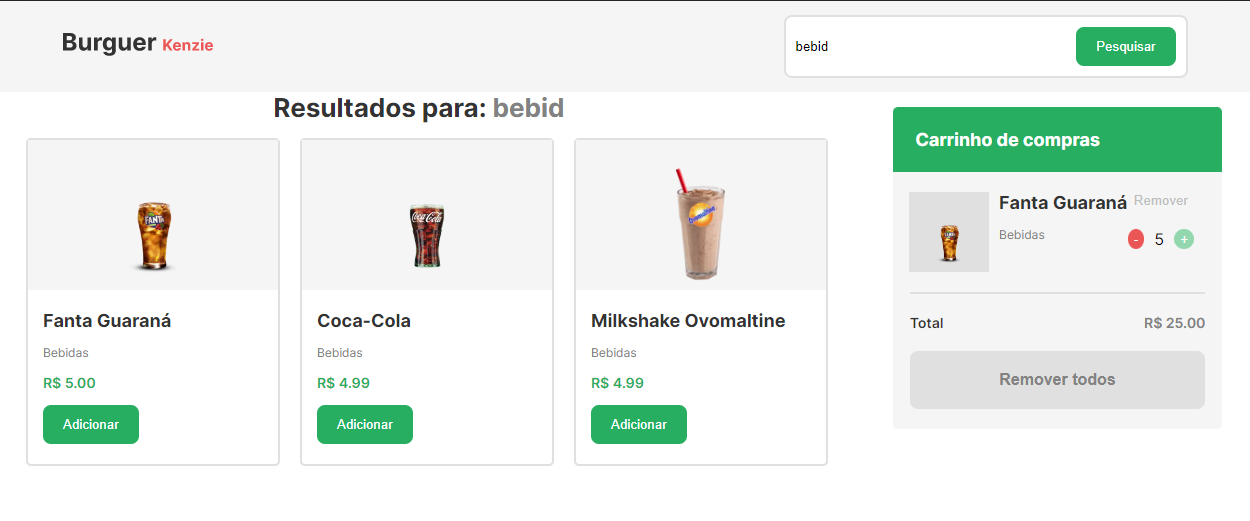 Burguer Kenzie
bebid
Pesquisar
Resultados para: bebid
FANTA
Fanta Guaraná
Bebidas
R$ 5.00
Adicionar
Coca-Cola
Coca-Cola
Bebidas
R$ 4.99
Adicionar
Ovomaltine
Milkshake Ovomaltine
Bebidas
R$ 4.99
Adicionar
Carrinho de compras
FANTA
Fanta Guaraná Remover
Bebidas
- 5 +
Total R$ 25.00
Remover todos